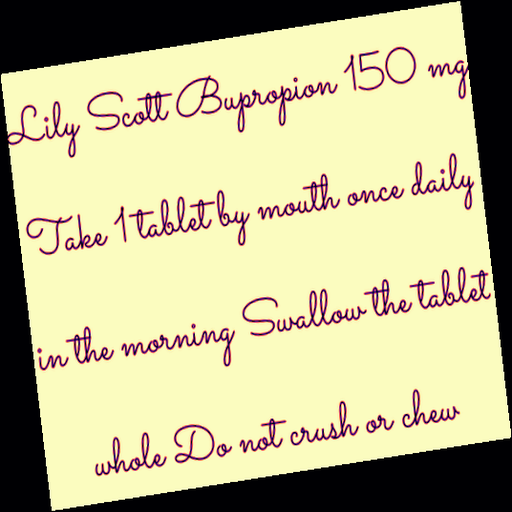 Lily Scott Bupropion 150 mg
Take 1 tablet by mouth once daily
in the morning Swallow the tablet
whole Do not crush or chew